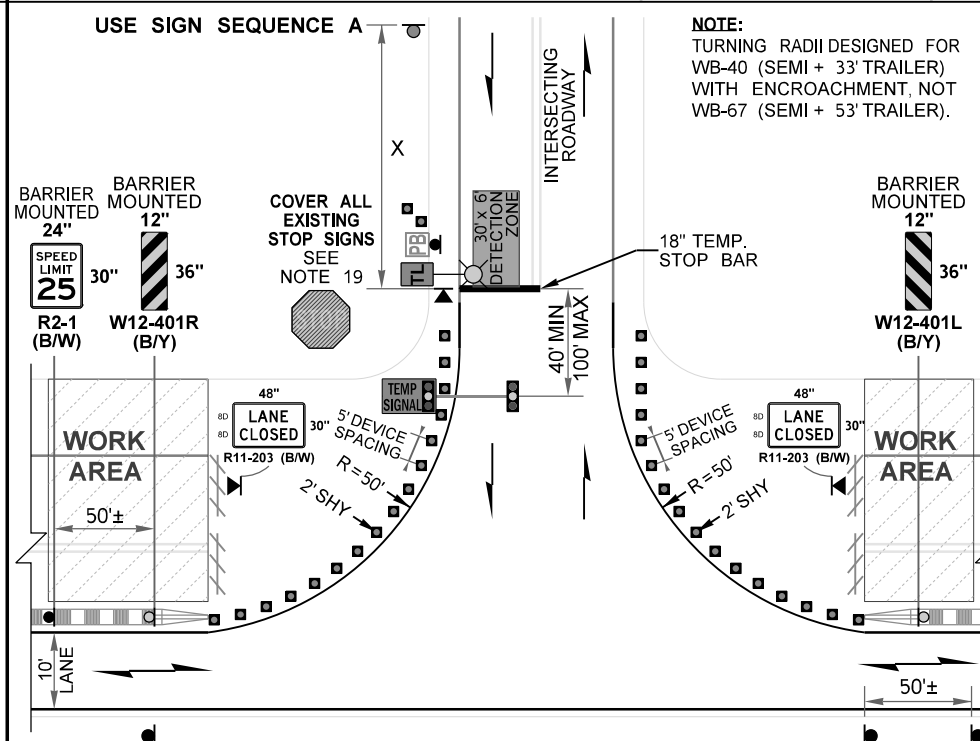 USE SIGN SEQUENCE A
NOTE:
TURNING RADII DESIGNED FOR
WB-40 (SEMI + 33' TRAILER)
WITH ENCROACHMENT, NOT
WB-67 (SEMI + 53' TRAILER).
INTERSECTING
ROADWAY
X
BARRIER
MOUNTED
24"
SPEED
LIMIT
25
30"
R2-1
(B/W)
BARRIER
MOUNTED
12"
36"
W12-401R
(B/Y)
COVER ALL
EXISTING
STOP SIGNS
SEE
NOTE 19
PB
TL
30' x 6'
DETECTION
ZONE
18" TEMP.
STOP BAR
BARRIER
MOUNTED
12"
36"
W12-401L
(B/Y)
40' MIN
100' MAX
TEMP
SIGNAL
48"
8D
8D
LANE
CLOSED
30"
R11-203 (B/W)
5' DEVICE
SPACING
R=50'
2' SHY
WORK
AREA
50'±
5' DEVICE
SPACING
R=50'
2' SHY
48"
8D
8D
LANE
CLOSED
30"
R11-203 (B/W)
WORK
AREA
10'
LANE
50'±